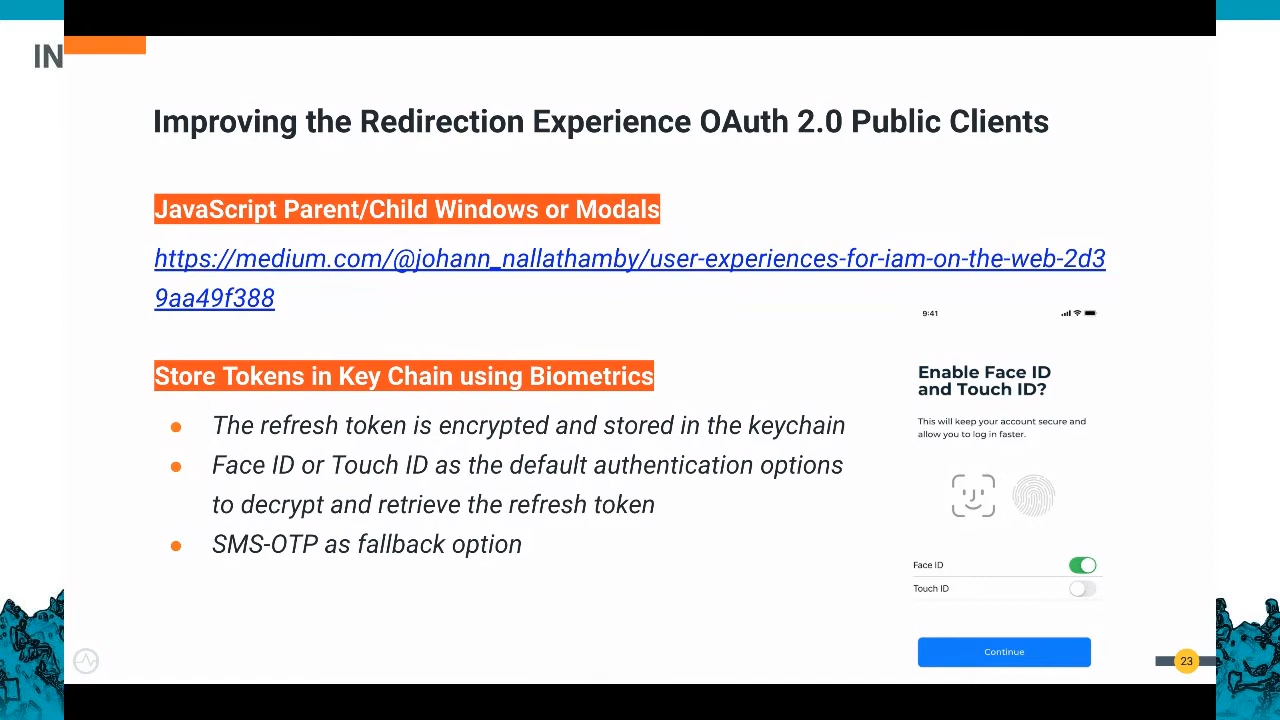 IN
Improving the Redirection Experience OAuth 2.0 Public Clients
JavaScript Parent/Child Windows or Modals
https://medium.com/@johann_nallathamby/user-experiences-for-iam-on-the-web-2d3
9aa49f388
Store Tokens in Key Chain using Biometrics
● The refresh token is encrypted and stored in the keychain
● Face ID or Touch ID as the default authentication options
to decrypt and retrieve the refresh token
● SMS-OTP as fallback option
9:41
Enable Face ID
and Touch ID?
This will keep your account secure and
allow you to log in faster.
Face ID
Touch ID
Continue
23